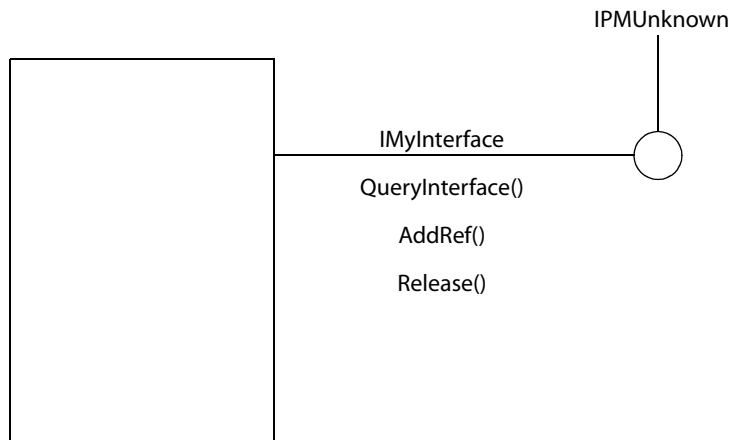 IPMUnknown
IMyInterface
QueryInterface()
AddRef()
Release()